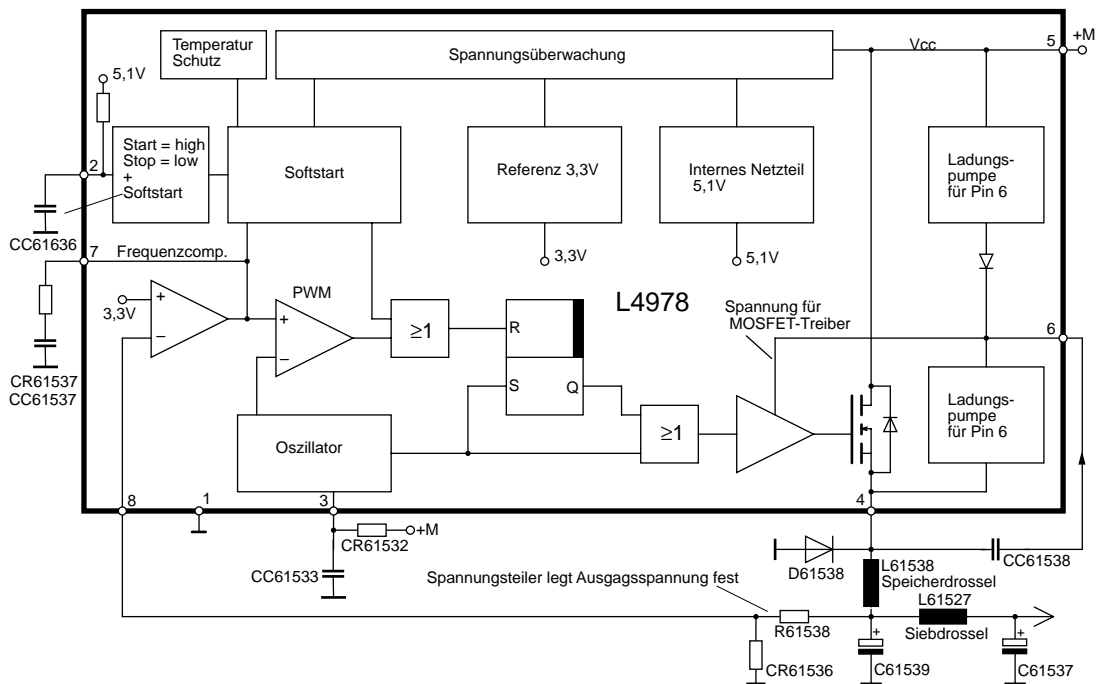 Temperatur
Schutz
Spannungsüberwachung
Vcc
5
+M
5,1V
2
Start = high
Stop = low
+
Softstart
Softstart
Referenz 3,3V
Internes Netzteil
5,1V
Ladungs-
pumpe
für Pin 6
CC61636
7
Frequenzcomp.
3,3V
5,1V
3,3V
+
−
PWM
+
−
≥1
R
S
Q
L4978
Spannung für
MOSFET-Treiber
6
CR61537
CC61537
Oszillator
≥1
Ladungs-
pumpe
für Pin 6
8
1
3
4
+M
CR61532
CC61533
D61538
L61538
Speicherdrossel
CC61538
Spannungsteiler legt Ausgagsspannung fest
L61527
R61538
Siebdrossel
+
+
CR61536
C61539
C61537